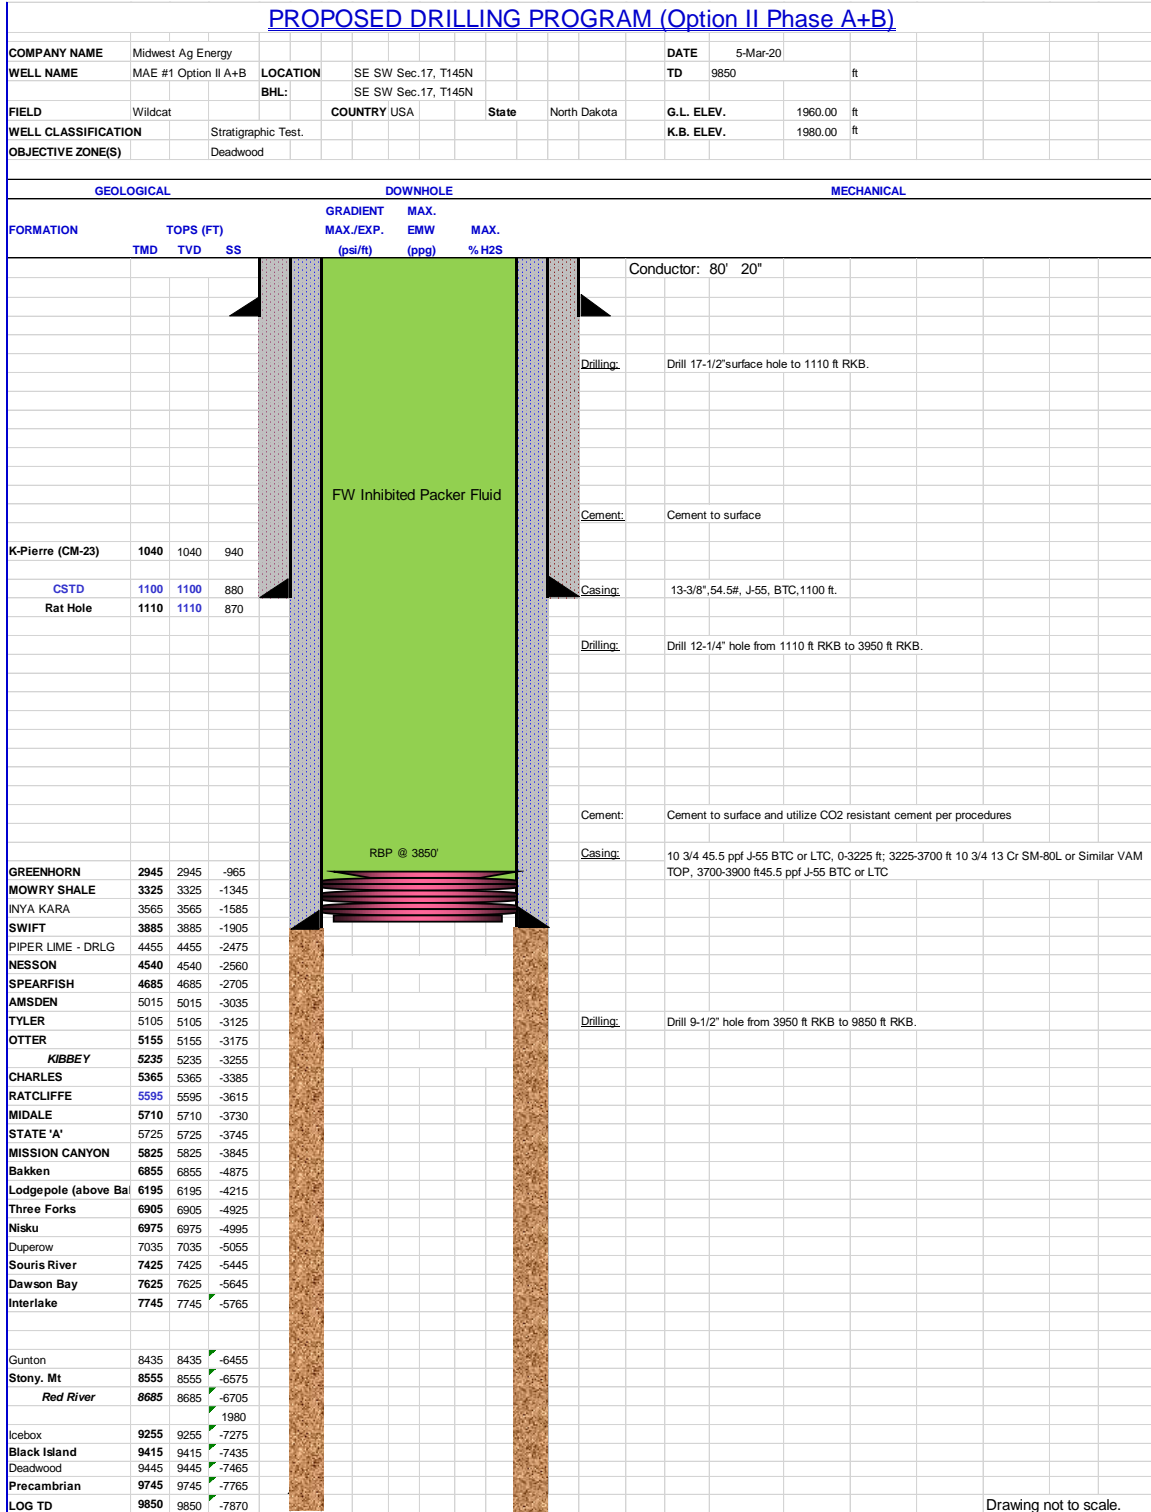 PROPOSED DRILLING PROGRAM (Option II Phase A+B)
COMPANY NAME Midwest Ag Energy DATE 5-Mar-20
WELL NAME MAE #1 Option II A+B LOCATION SE SW Sec.17, T145N TD 9850 ft
BHL: SE SW Sec.17, T145N
FIELD Wildcat COUNTRY USA State North Dakota G.L. ELEV. 1960.00 ft
WELL CLASSIFICATION Stratigraphic Test. K.B. ELEV. 1980.00 ft
OBJECTIVE ZONE(S) Deadwood
GEOLOGICAL DOWNHOLE MECHANICAL
GRADIENT MAX.
FORMATION TOPS (FT) MAX./EXP. EMW MAX.
TMD TVD SS (psi/ft) (ppg) % H2S
Conductor: 80' 20"
Drilling: Drill 17-1/2"surface hole to 1110 ft RKB.
FW Inhibited Packer Fluid
Cement: Cement to surface
K-Pierre (CM-23) 1040 1040 940
CSTD 1100 1100 880 Casing: 13-3/8",54.5#, J-55, BTC,1100 ft.
Rat Hole 1110 1110 870
Drilling: Drill 12-1/4" hole from 1110 ft RKB to 3950 ft RKB.
Cement: Cement to surface and utilize CO2 resistant cement per procedures
RBP @ 3850' Casing: 10 3/4 45.5 ppf J-55 BTC or LTC, 0-3225 ft; 3225-3700 ft 10 3/4 13 Cr SM-80L or Similar VAM
TOP, 3700-3900 ft45.5 ppf J-55 BTC or LTC
GREENHORN 2945 2945 -965
MOWRY SHALE 3325 3325 -1345
INYA KARA 3565 3565 -1585
SWIFT 3885 3885 -1905
PIPER LIME - DRLG 4455 4455 -2475
NESSON 4540 4540 -2560
SPEARFISH 4685 4685 -2705
AMSDEN 5015 5015 -3035
TYLER 5105 5105 -3125 Drilling: Drill 9-1/2" hole from 3950 ft RKB to 9850 ft RKB.
OTTER 5155 5155 -3175
KIBBEY 5235 5235 -3255
CHARLES 5365 5365 -3385
RATCLIFFE 5595 5595 -3615
MIDALE 5710 5710 -3730
STATE 'A' 5725 5725 -3745
MISSION CANYON 5825 5825 -3845
Bakken 6855 6855 -4875
Lodgepole (above Bal 6195 6195 -4215
Three Forks 6905 6905 -4925
Nisku 6975 6975 -4995
Duperow 7035 7035 -5055
Souris River 7425 7425 -5445
Dawson Bay 7625 7625 -5645
Interlake 7745 7745 -5765
Gunton 8435 8435 -6455
Stony. Mt 8555 8555 -6575
Red River 8685 8685 -6705
1980
Icebox 9255 9255 -7275
Black Island 9415 9415 -7435
Deadwood 9445 9445 -7465
Precambrian 9745 9745 -7765
LOG TD 9850 9850 -7870 Drawing not to scale.